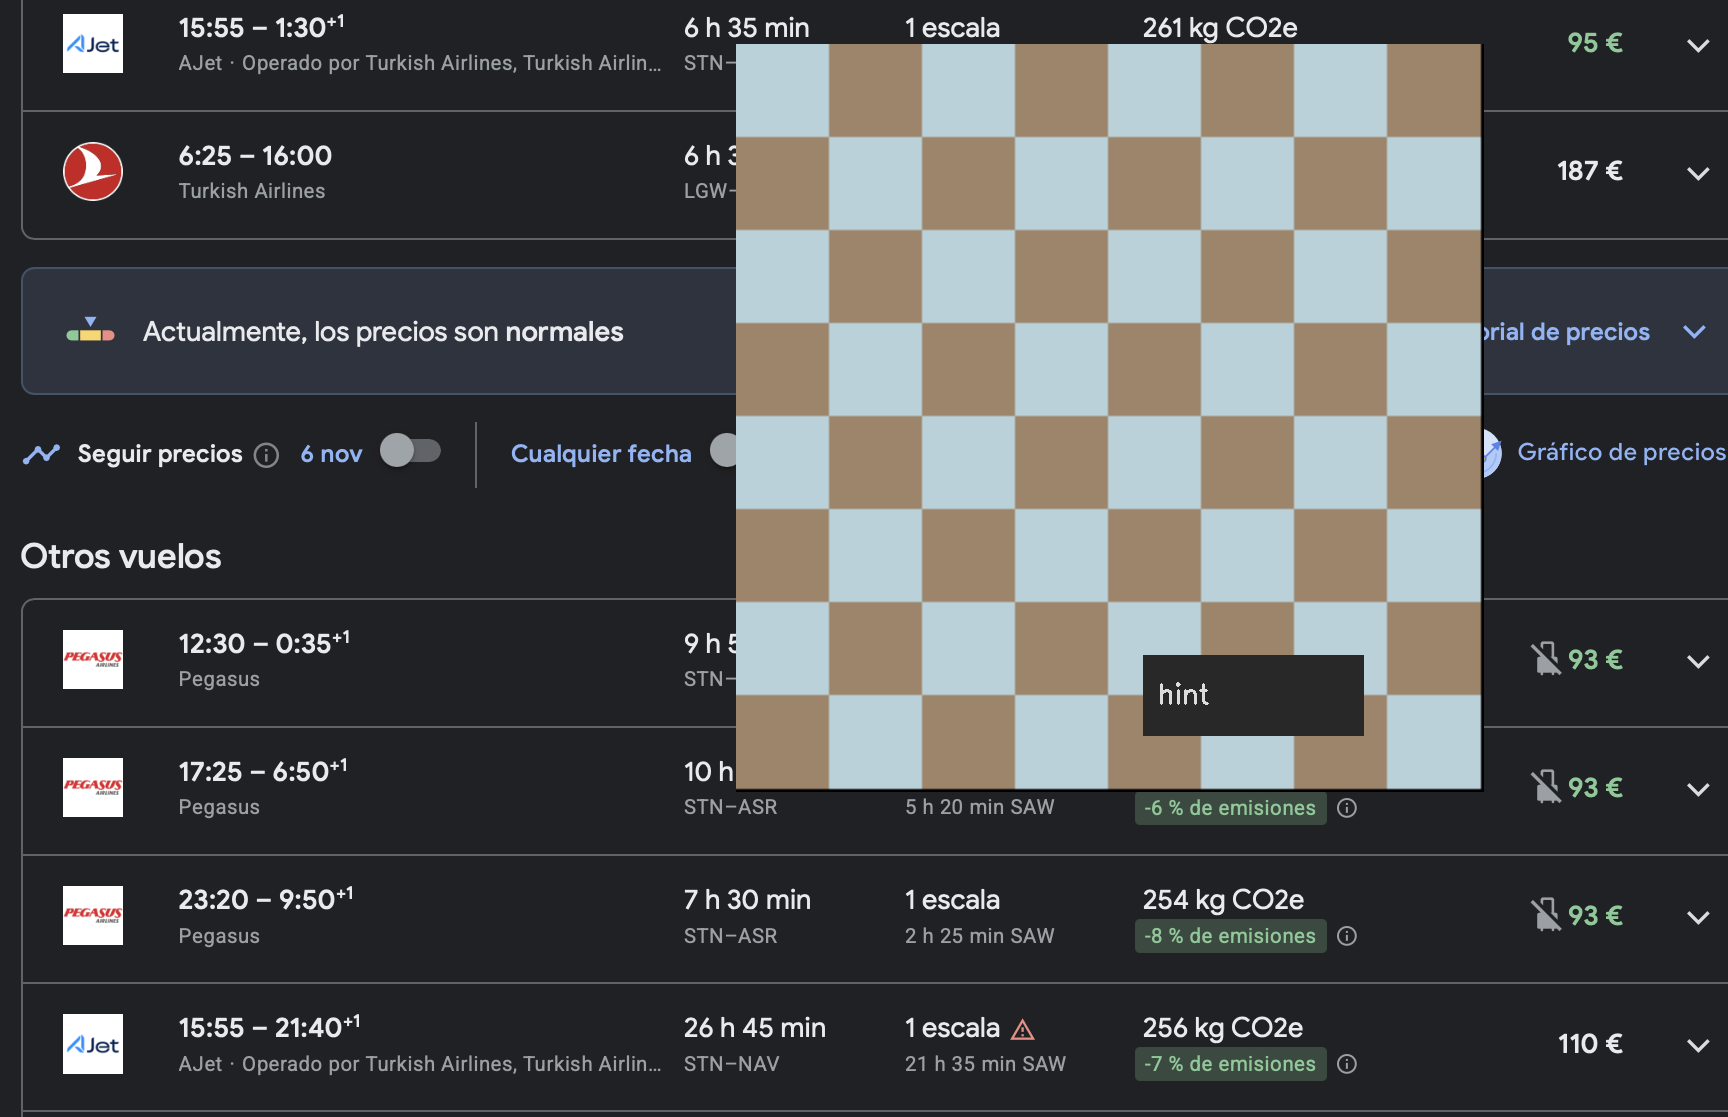 AJet
15:55 – 1:30+1
6 h 35 min
1 escala
261 kg CO2e
95 €
AJet · Operado por Turkish Airlines, Turkish Airlin…
STN–
6:25 – 16:00
6 h 3
187 €
Turkish Airlines
LGW-
Actualmente, los precios son normales
orial de precios
Seguir precios
6 nov
Cualquier fecha
Gráfico de precios
Otros vuelos
PEGASUS
AIRLINES
12:30 – 0:35+1
9 h 5
93 €
Pegasus
STN–
hint
PEGASUS
AIRLINES
17:25 – 6:50+1
10 h
93 €
Pegasus
STN–ASR
5 h 20 min SAW
-6 % de emisiones
PEGASUS
AIRLINES
23:20 – 9:50+1
7 h 30 min
1 escala
254 kg CO2e
93 €
Pegasus
STN–ASR
2 h 25 min SAW
-8 % de emisiones
AJet
15:55 – 21:40+1
26 h 45 min
1 escala
256 kg CO2e
110 €
AJet · Operado por Turkish Airlines, Turkish Airlin…
STN–NAV
21 h 35 min SAW
-7 % de emisiones